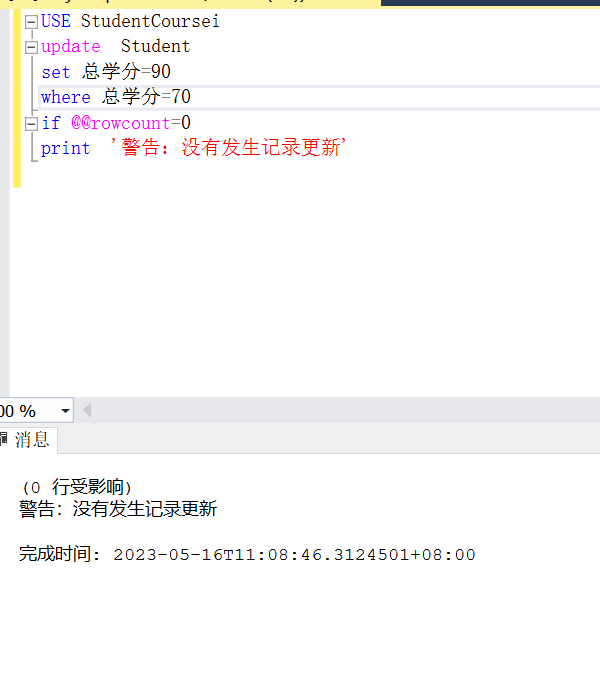 USE StudentCoursei
update  Student
set 总学分=90
where 总学分=70
if @@rowcount=0
print  '警告: 没有发生记录更新'
00 %
消息
(0 行受影响)
警告: 没有发生记录更新
完成时间: 2023-05-16T11:08:46.3124501+08:00